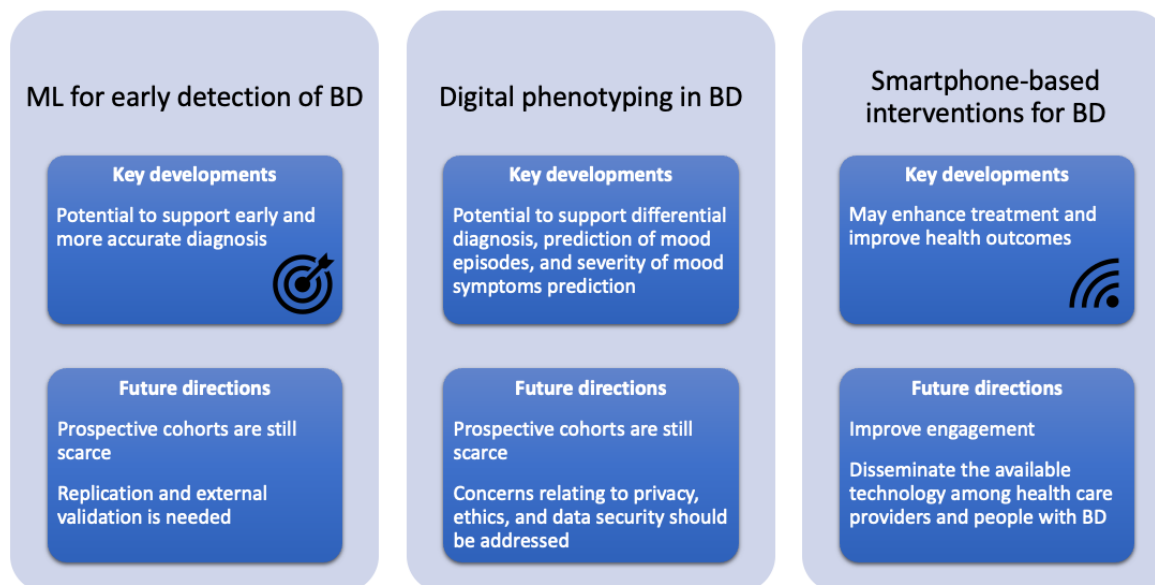 ML for early detection of BD
Key developments
Potential to support early and
more accurate diagnosis
Future directions
Prospective cohorts are still
scarce
Replication and external
validation is needed
Digital phenotyping in BD
Key developments
Potential to support differential
diagnosis, prediction of mood
episodes, and severity of mood
symptoms prediction
Future directions
Prospective cohorts are still
scarce
Concerns relating to privacy,
ethics, and data security should
be addressed
Smartphone-based
interventions for BD
Key developments
May enhance treatment and
improve health outcomes
Future directions
Improve engagement
Disseminate the available
technology among health care
providers and people with BD